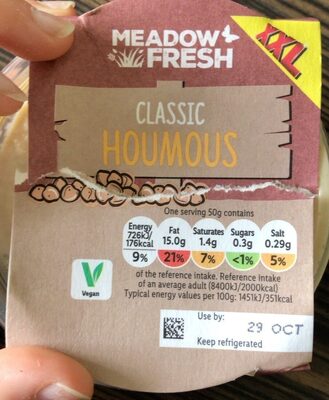 MEADOW
FRESH
XXL
CLASSIC
HOUMOUS
One serving 50g contains
Energy Fat Saturates Sugars Salt
726kJ/ 15.0g 1.4g 0.3g 0.29g
176kcal
9% 21% 7% <1% 5%
of the reference intake. Reference intake
of an average adult (8400kJ/2000kcal)
Typical energy values per 100g: 1451kJ/351kcal
Vegan
MEADOW
FRESH
Use by:
29 OCT
Keep refrigerated